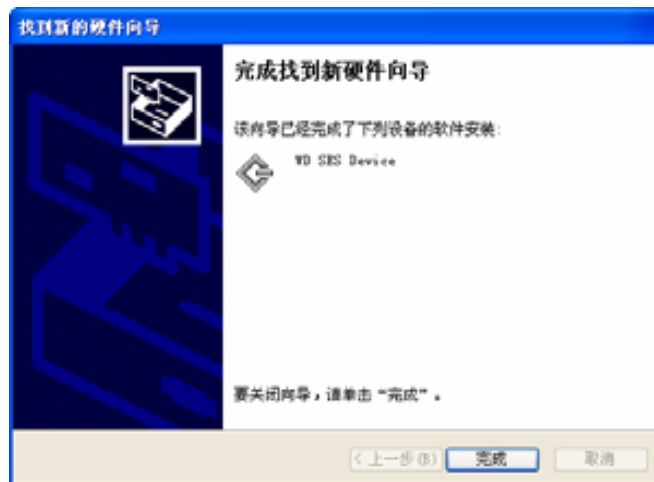 找到新的硬件向导
完成找到新硬件向导
该向导已经完成了下列设备的软件安装:
WD SES Device
要关闭向导，请单击“完成”。
< 上一步(B)
完成
取消